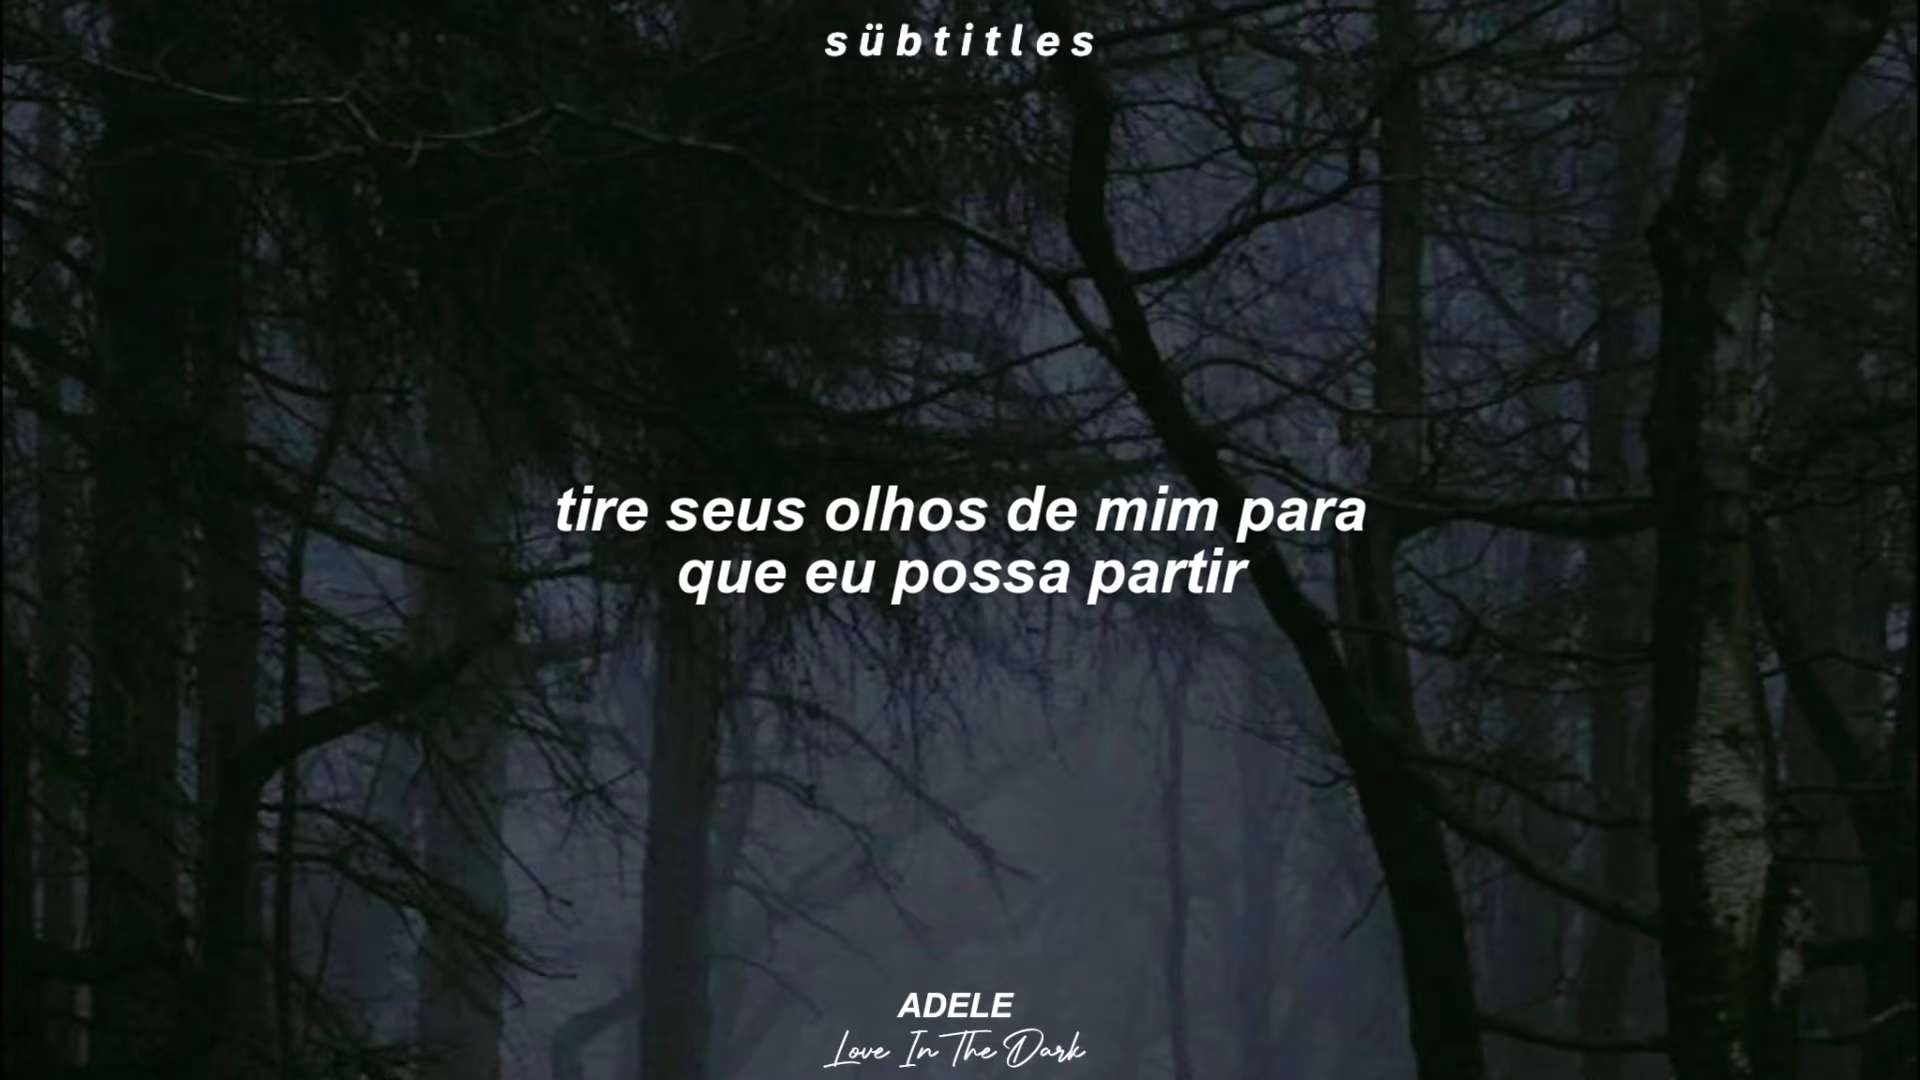 sübtitles
tire seus olhos de mim para
que eu possa partir
ADELE
Love In The Dark